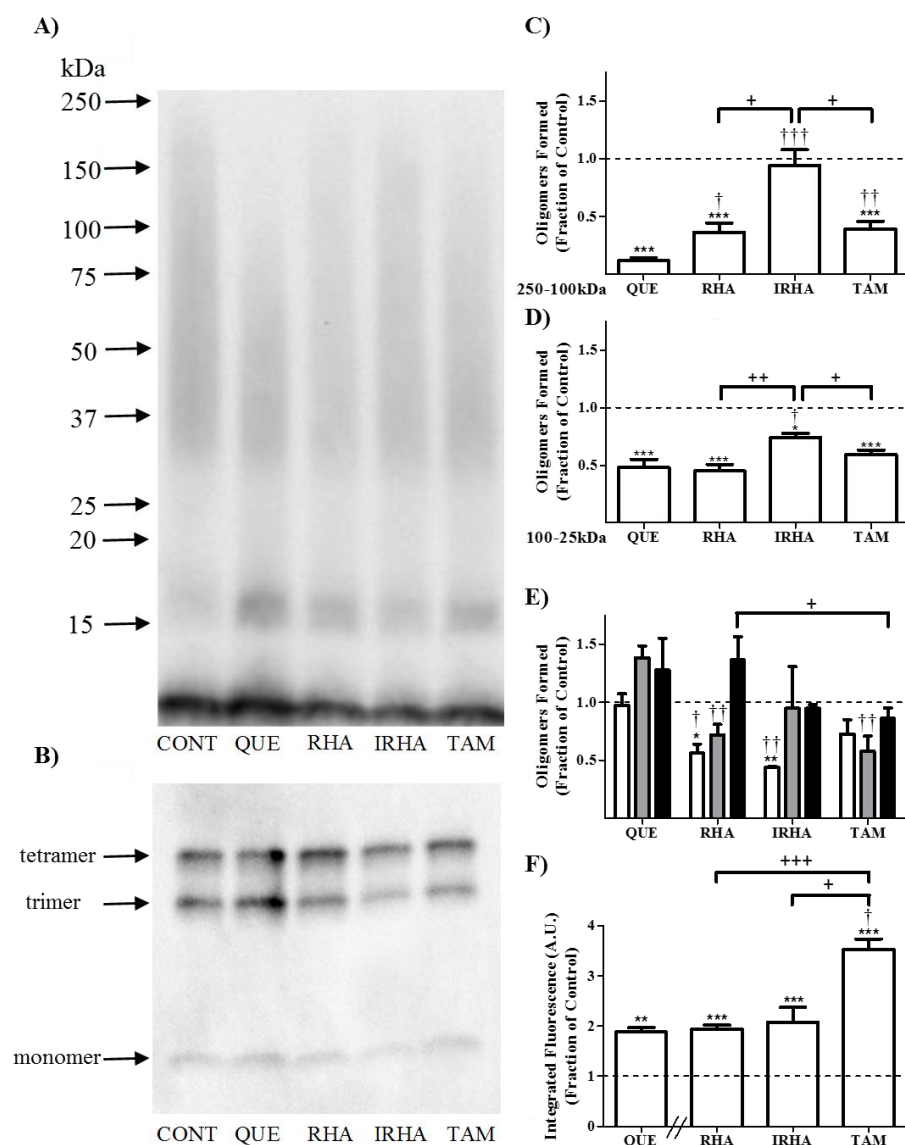 A)
kDa
250
150
100
75
50
37
25
20
15
CONT QUE RHA IRHA TAM
B)
tetramer
trimer
monomer
CONT QUE RHA IRHA TAM
C)
Oligomers Formed
(Fraction of Control)
1.5
1.0
0.5
+ +
***
†
***
†††
††
***
250-100kDa
QUE RHA IRHA TAM
D)
Oligomers Formed
(Fraction of Control)
1.5
1.0
0.5
++ +
***
***
†
*
***
100-25kDa
QUE RHA IRHA TAM
E)
Oligomers Formed
(Fraction of Control)
1.5
1.0
0.5
+
†
*
††
††
**
††
QUE RHA IRHA TAM
F)
Integrated Fluorescence (A.U.)
(Fraction of Control)
4
3
2
1
0
+++
+
**
***
***
†
***
QUE // RHA IRHA TAM